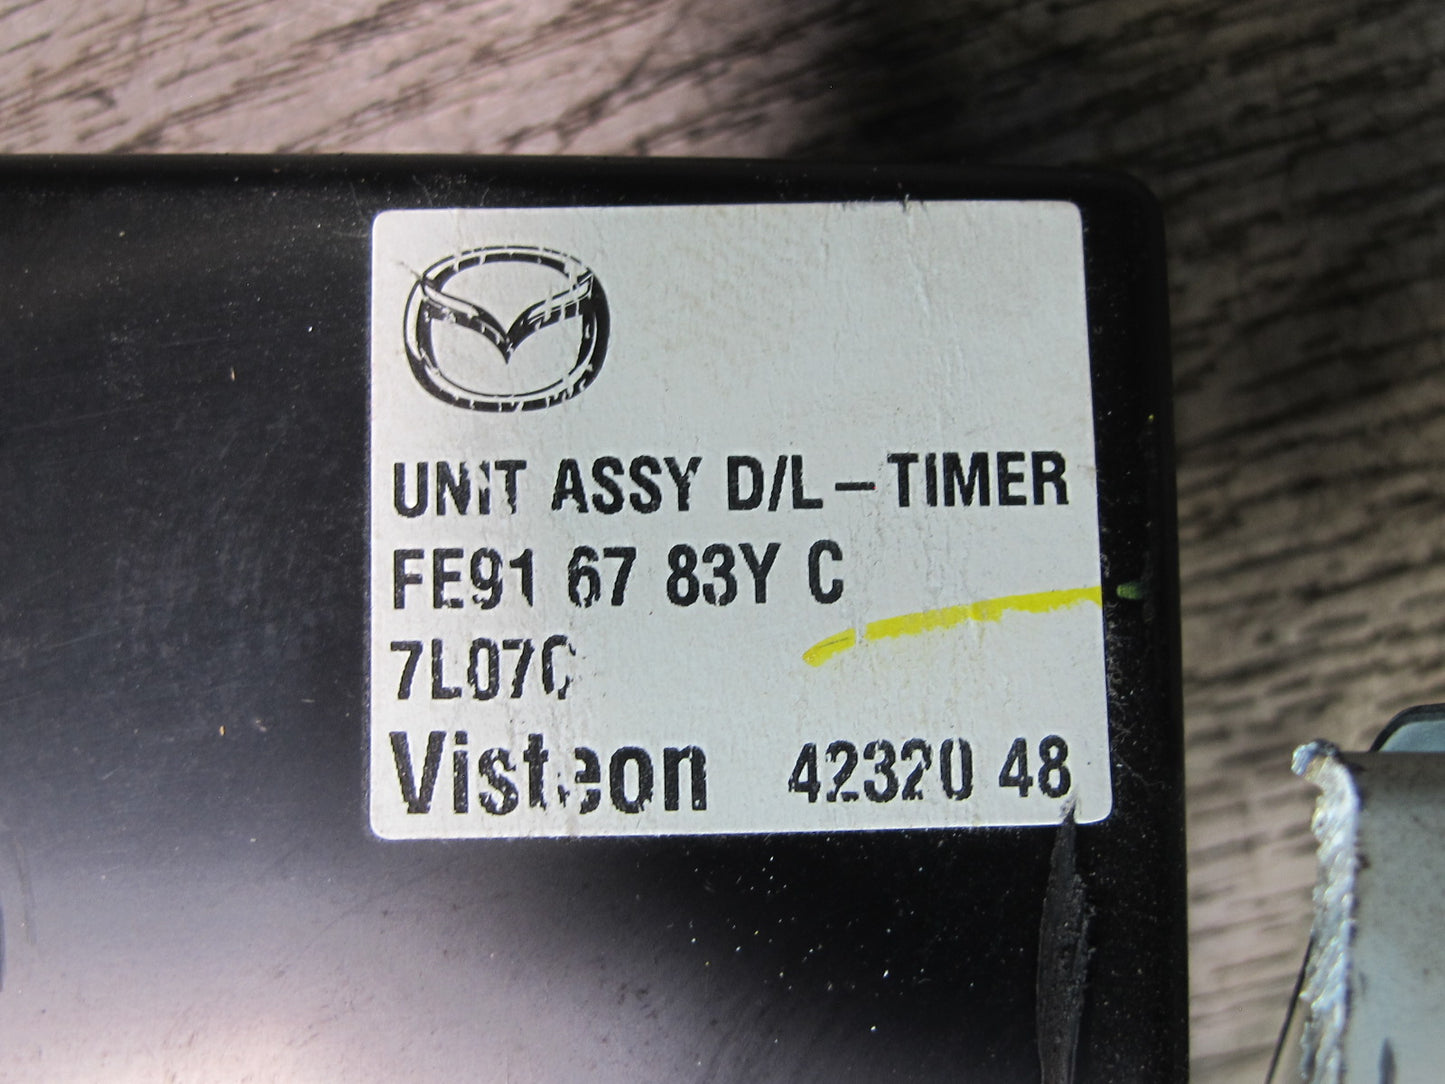 UNIT ASSY D/L-TIMER
FE91 67 83Y C
7L07C
Visteon 42320 48